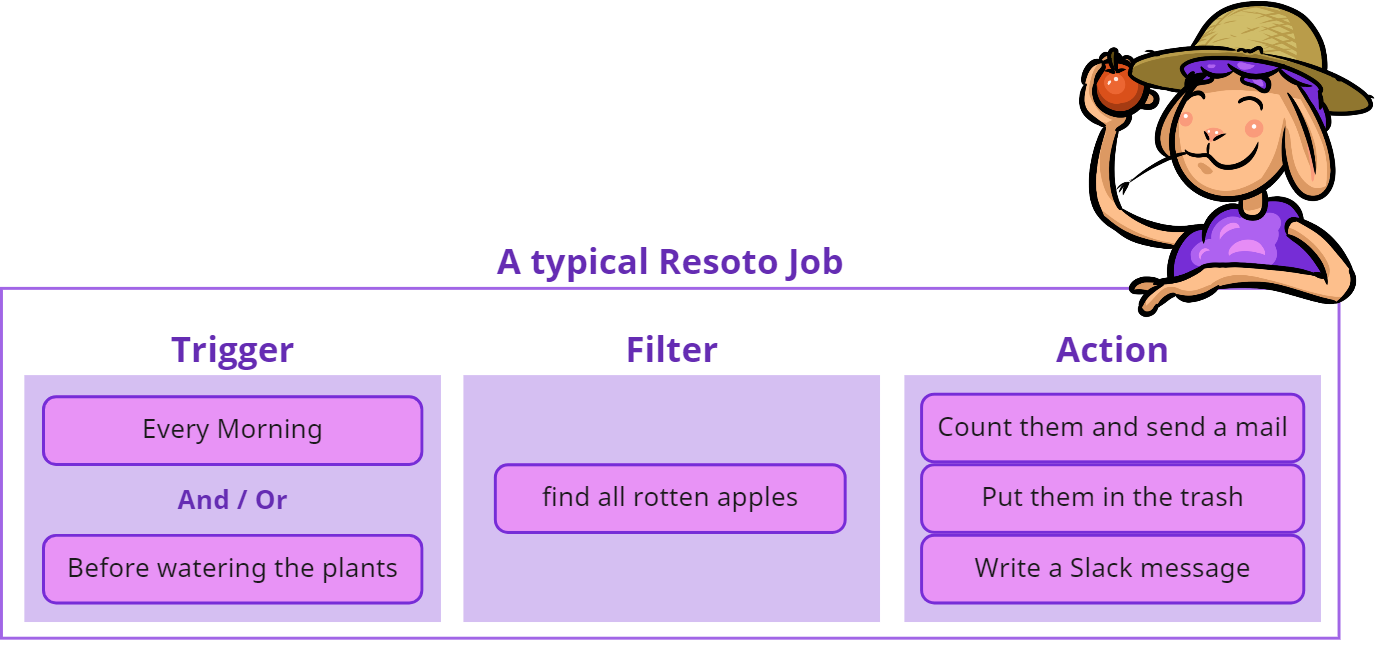 A typical Resoto Job
Trigger
Every Morning
And / Or
Before watering the plants
Filter
find all rotten apples
Action
Count them and send a mail
Put them in the trash
Write a Slack message